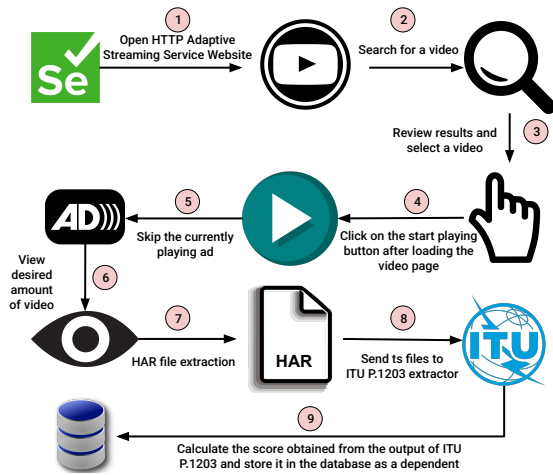 1
Open HTTP Adaptive
Streaming Service Website
Se
2
Search for a video
3
Review results and
select a video
4
Click on the start playing
button after loading the
video page
5
Skip the currently
playing ad
AD
6
View
desired
amount
of video
7
HAR file extraction
HAR
8
Send ts files to
ITU P.1203 extractor
ITU
9
Calculate the score obtained from the output of ITU
P.1203 and store it in the database as a dependent